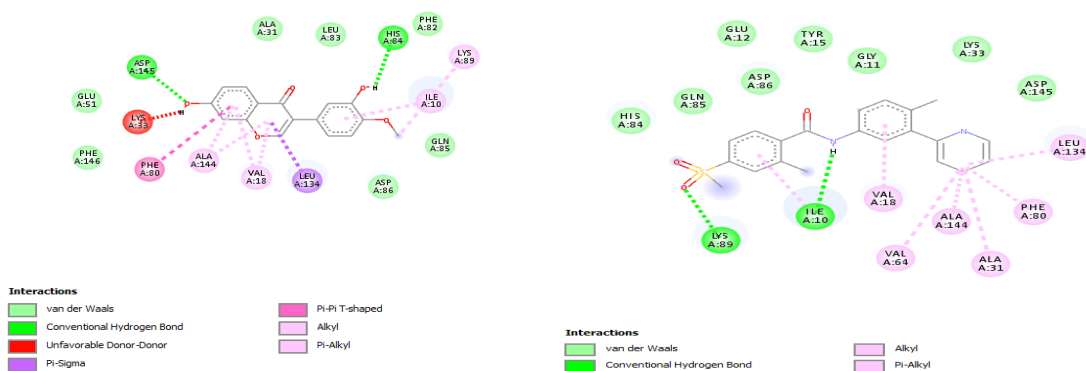 ALA
A:31
LEU
A:83
HIS
A:84
PHE
A:82
LYS
A:89
ASP
A:145
GLU
A:51
LYS
A:33
ILE
A:10
PHE
A:146
PHE
A:80
ALA
A:144
VAL
A:18
LEU
A:134
GLN
A:85
ASP
A:86
O
H
O
O
O
H
O
Interactions
van der Waals
Conventional Hydrogen Bond
Unfavorable Donor-Donor
Pi-Sigma
Pi-Pi T-shaped
Alkyl
Pi-Alkyl
GLU
A:12
TYR
A:15
GLY
A:11
LYS
A:33
ASP
A:86
ASP
A:145
GLN
A:85
HIS
A:84
LEU
A:134
O
N
H
N
O
S
O
VAL
A:18
ILE
A:10
LYS
A:89
PHE
A:80
ALA
A:144
VAL
A:64
ALA
A:31
Interactions
van der Waals
Conventional Hydrogen Bond
Alkyl
Pi-Alkyl